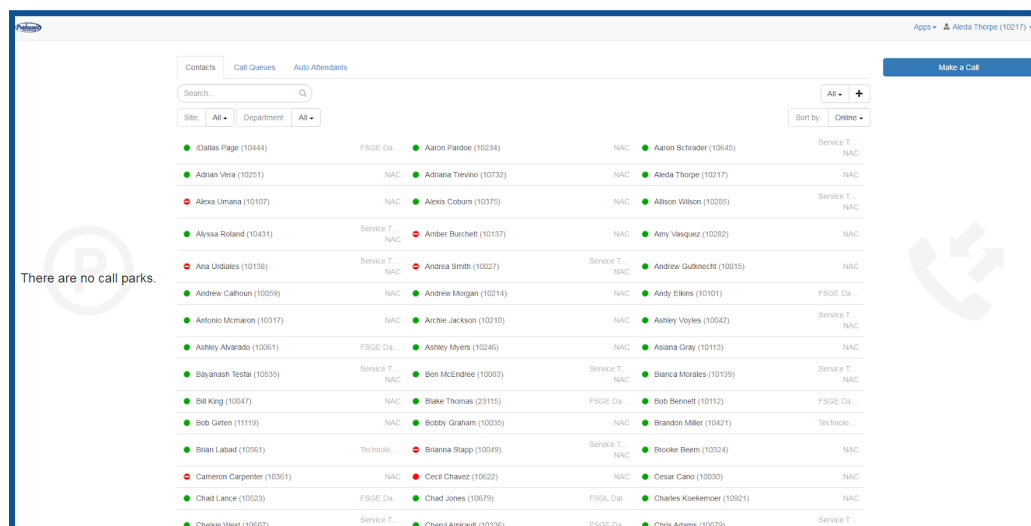 Apps Aleda Thorpe (10217)
Contacts Call Queues Auto Attendants
Make a Call
Search...
All +
Site: All Department: All
Sort by: Online
/Dallas Page (10444) FSGE Da... Aaron Pardoe (10234) NAC Aaron Schrader (10645) Service T... NAC
Adrian Vera (10251) NAC Adriana Trevino (10732) NAC Aleda Thorpe (10217) NAC
Alexa Umana (10107) NAC Alexis Coburn (10375) NAC Allison Wilson (10285) Service T... NAC
Alyssa Roland (10431) Service T... NAC Amber Burchett (10137) NAC Amy Vasquez (10282) NAC
Ana Urdiales (10138) Service T... NAC Andrea Smith (10027) Service T... NAC Andrew Gutknecht (10015) NAC
P
There are no call parks.
Andrew Calhoun (10059) NAC Andrew Morgan (10214) NAC Andy Elkins (10101) FSGE Da...
Antonio Mcmaron (10317) NAC Archie Jackson (10210) NAC Ashley Voyles (10042) Service T... NAC
Ashley Alvarado (10061) FSGE Da... Ashley Myers (10246) NAC Asiana Gray (10113) NAC
Bayanash Tesfai (10535) Service T... NAC Ben McEndree (10083) Service T... NAC Bianca Morales (10139) Service T... NAC
Bill King (10047) NAC Blake Thomas (23115) FSGE Da... Bob Bennett (10112) FSGE Da...
Bob Girten (11119) NAC Bobby Graham (10035) NAC Brandon Miller (10421) Technolo...
Brian Labad (10561) Technolo... Brianna Stapp (10049) Service T... NAC Brooke Beem (10324) NAC
Cameron Carpenter (10361) NAC Cecil Chavez (10622) NAC Cesar Cano (10030) NAC
Chad Lance (10523) FSGE Da... Chad Jones (10679) FSGL Dal... Charles Koekemoer (10921) NAC
Chelsie West (10607) Service T... Cheryl Amirault (10336) FSGE Da... Chris Adams (10079) Service T...